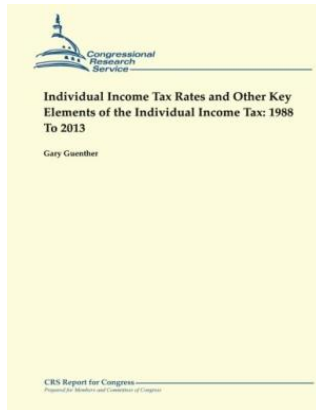 Congressional
Research
Service
Individual Income Tax Rates and Other Key
Elements of the Individual Income Tax: 1988
To 2013
Gary Guenther
CRS Report for Congress
Prepared for Members and Committees of Congress